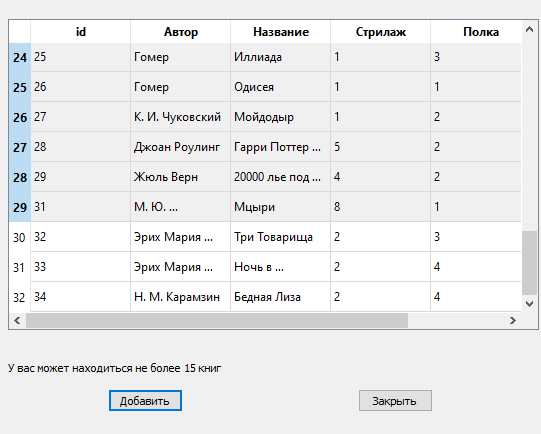 id Автор Название Стрилаж Полка
24 25 Гомер Иллиада 1 3
25 26 Гомер Одисея 1 1
26 27 К. И. Чуковский Мойдодыр 1 2
27 28 Джоан Роулинг Гарри Поттер ... 5 2
28 29 Жюль Верн 20000 лье под ... 4 2
29 31 М. Ю. ... Мцыри 8 1
30 32 Эрих Мария ... Три Товарища 2 3
31 33 Эрих Мария ... Ночь в ... 2 4
32 34 Н. М. Карамзин Бедная Лиза 2 4
У вас может находиться не более 15 книг
Добавить Закрыть